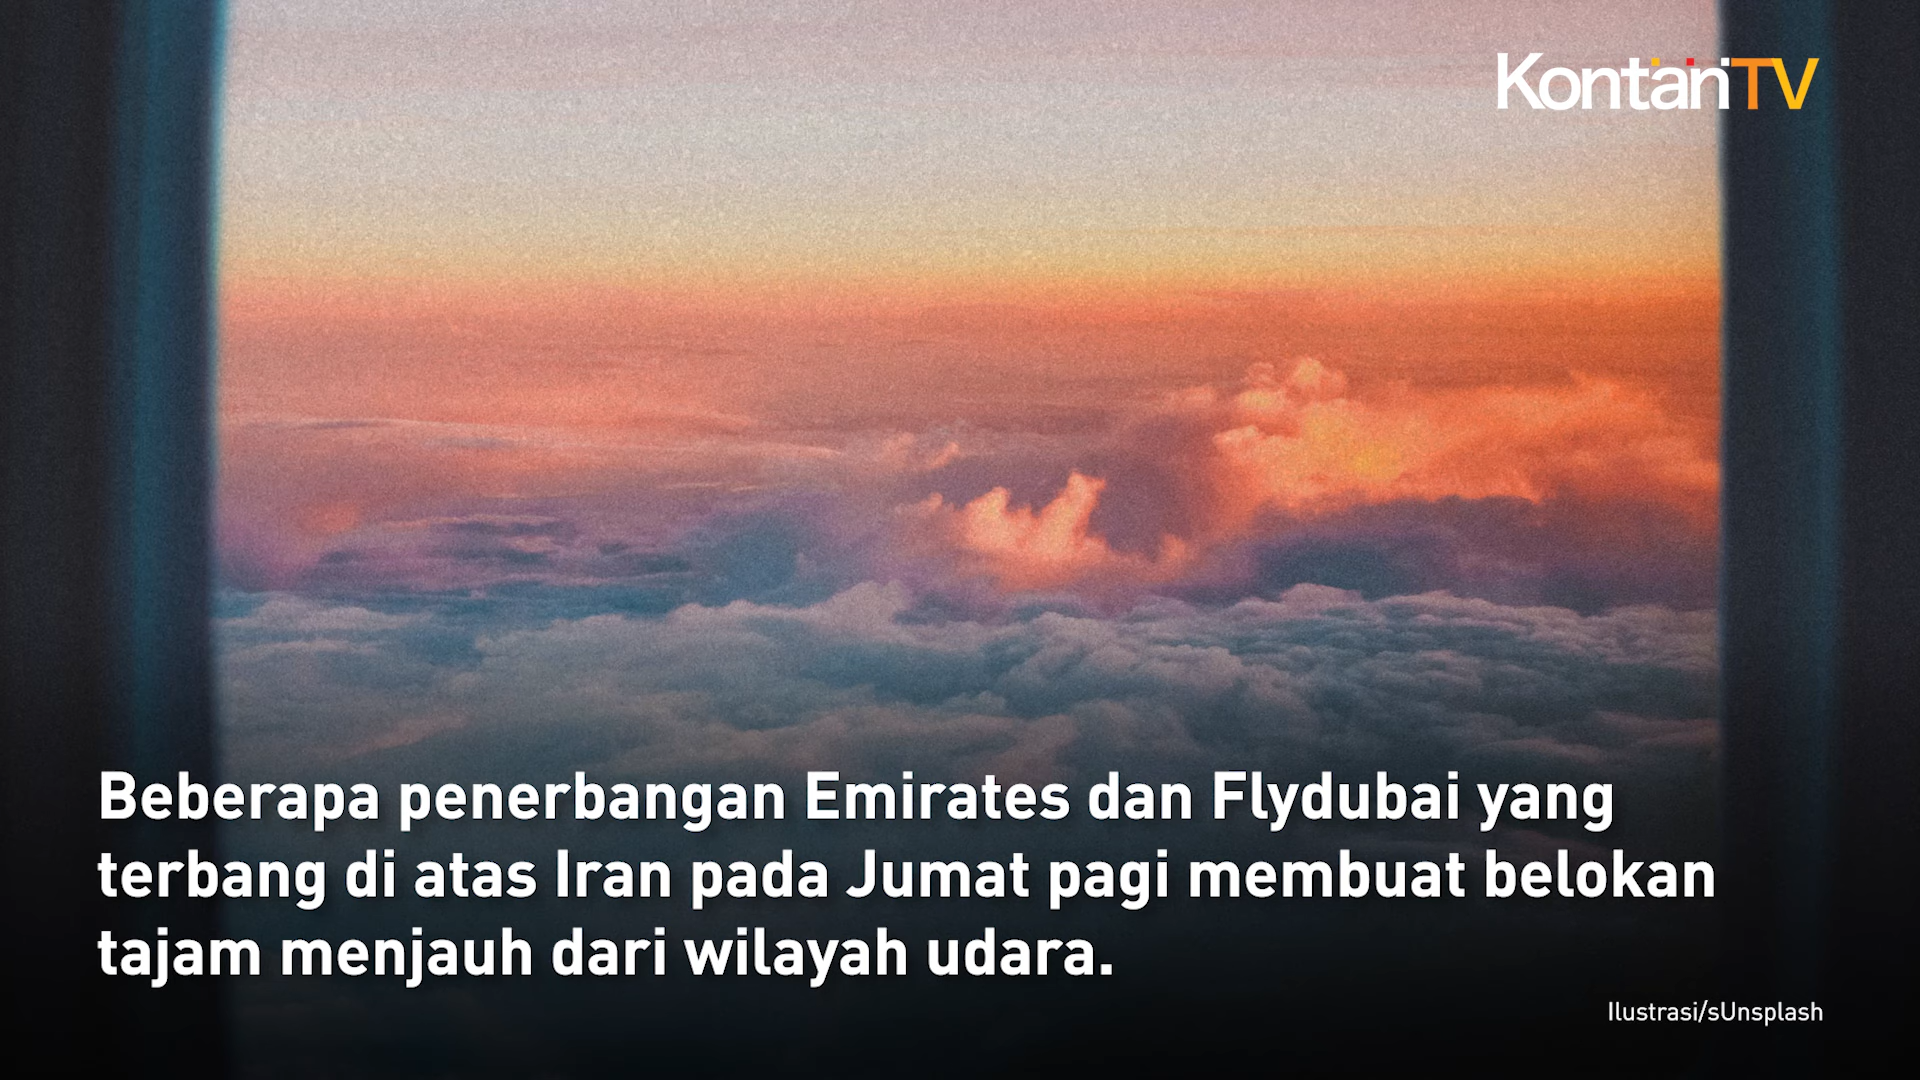 KontanTV
Beberapa penerbangan Emirates dan Flydubai yang
terbang di atas Iran pada Jumat pagi membuat belokan
tajam menjauh dari wilayah udara.
Ilustrasi/sUnsplash